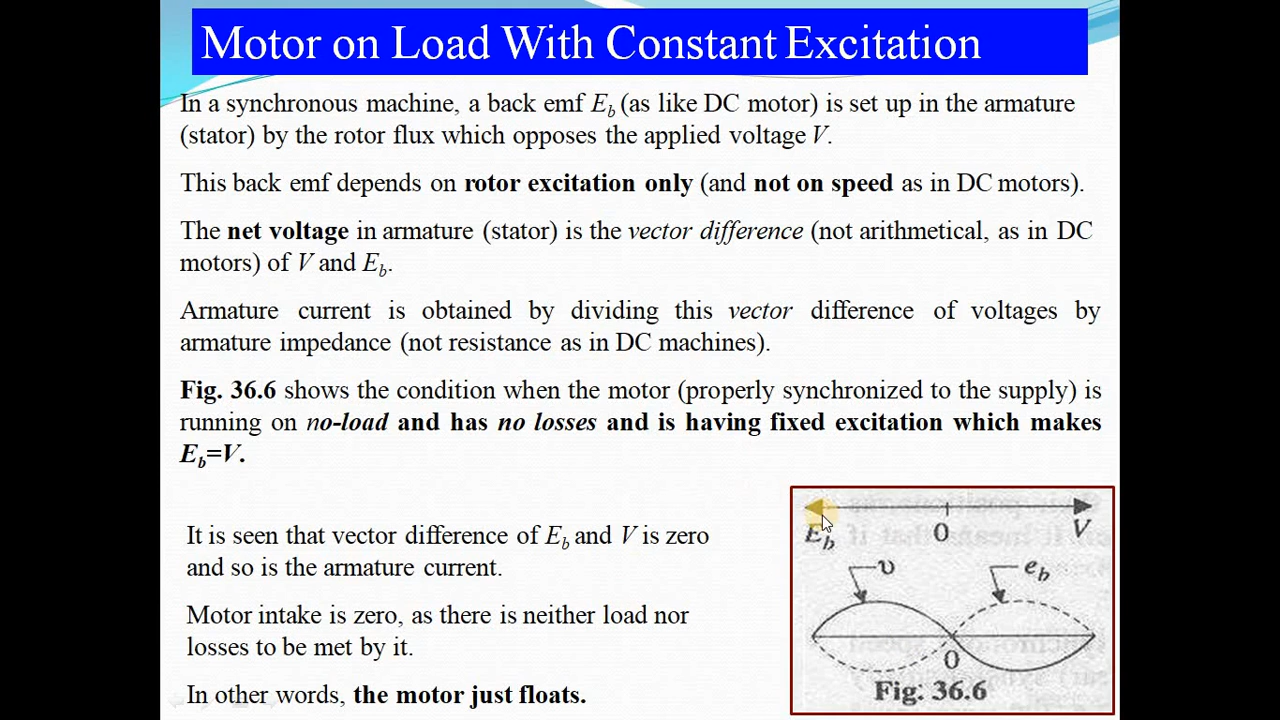 Motor on Load With Constant Excitation
In a synchronous machine, a back emf Eb (as like DC motor) is set up in the armature
(stator) by the rotor flux which opposes the applied voltage V.
This back emf depends on rotor excitation only (and not on speed as in DC motors).
The net voltage in armature (stator) is the vector difference (not arithmetical, as in DC
motors) of V and Eb.
Armature current is obtained by dividing this vector difference of voltages by
armature impedance (not resistance as in DC machines).
Fig. 36.6 shows the condition when the motor (properly synchronized to the supply) is
running on no-load and has no losses and is having fixed excitation which makes
Eb=V.
It is seen that vector difference of Eb and V is zero
and so is the armature current.
Motor intake is zero, as there is neither load nor
losses to be met by it.
In other words, the motor just floats.
Eb 0 V
υ eb
0
Fig. 36.6